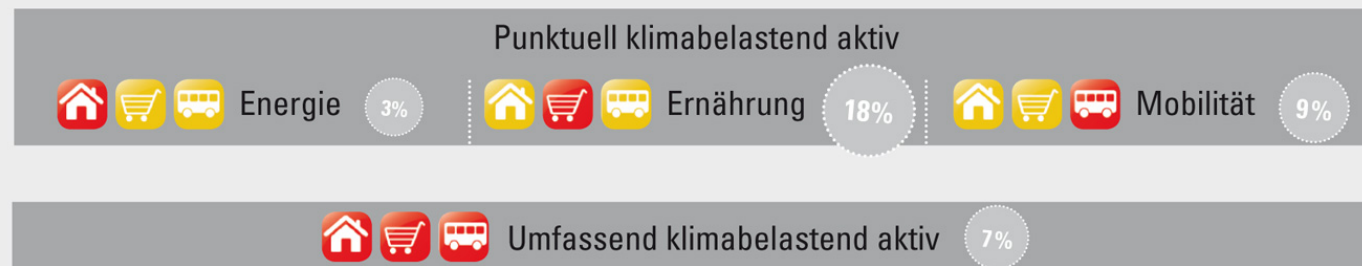 Punktuell klimabelastend aktiv
Energie 3% Ernährung 18% Mobilität 9%
Umfassend klimabelastend aktiv 7%